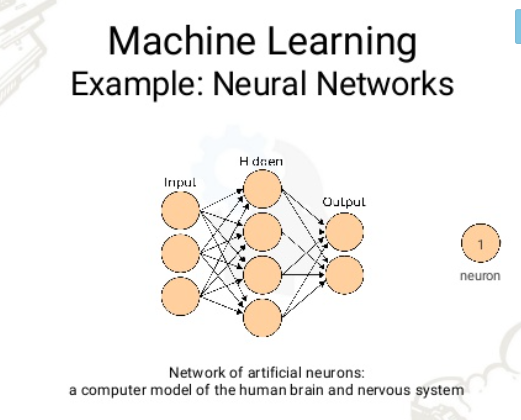 Machine Learning
Example: Neural Networks
Hidden
Input
Output
1
neuron
Network of artificial neurons:
a computer model of the human brain and nervous system